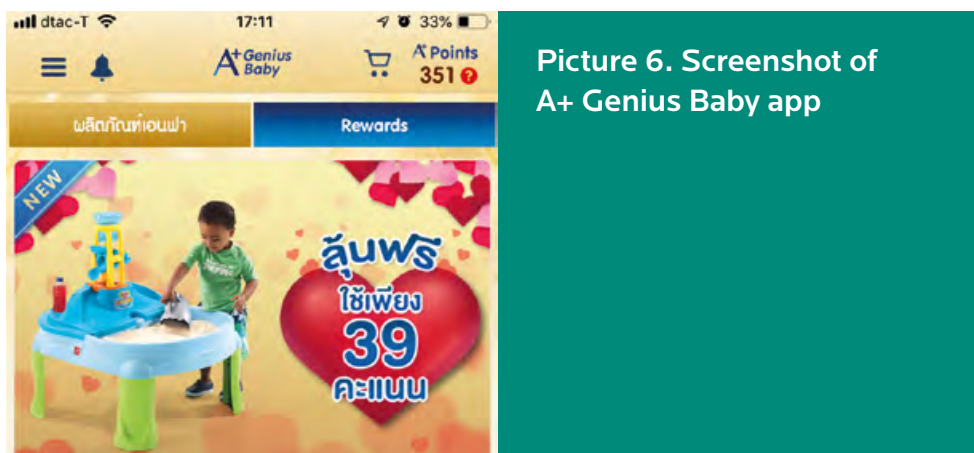 dtac-T 17:11 33%
A+ Genius
Baby
A+ Points
351 ?
ผลิตภัณฑ์เอนฟา Rewards
NEW
ลุ้นฟรี
ใช้เพียง
39
คะแนน
Picture 6. Screenshot of
A+ Genius Baby app